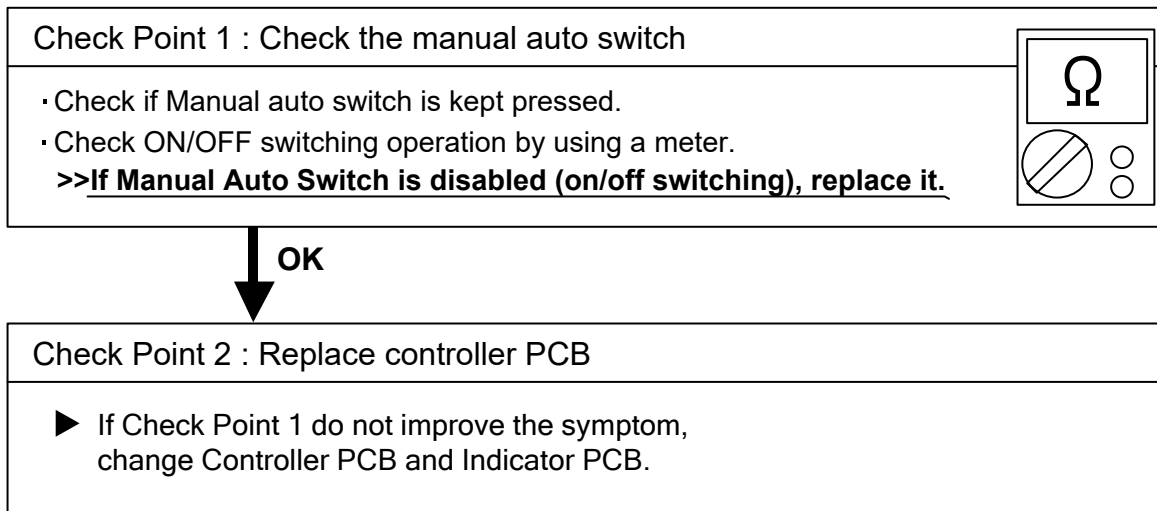 Check Point 1 : Check the manual auto switch
Ω
· Check if Manual auto switch is kept pressed.
· Check ON/OFF switching operation by using a meter.
>>If Manual Auto Switch is disabled (on/off switching), replace it.
OK
Check Point 2 : Replace controller PCB
▶ If Check Point 1 do not improve the symptom,
change Controller PCB and Indicator PCB.